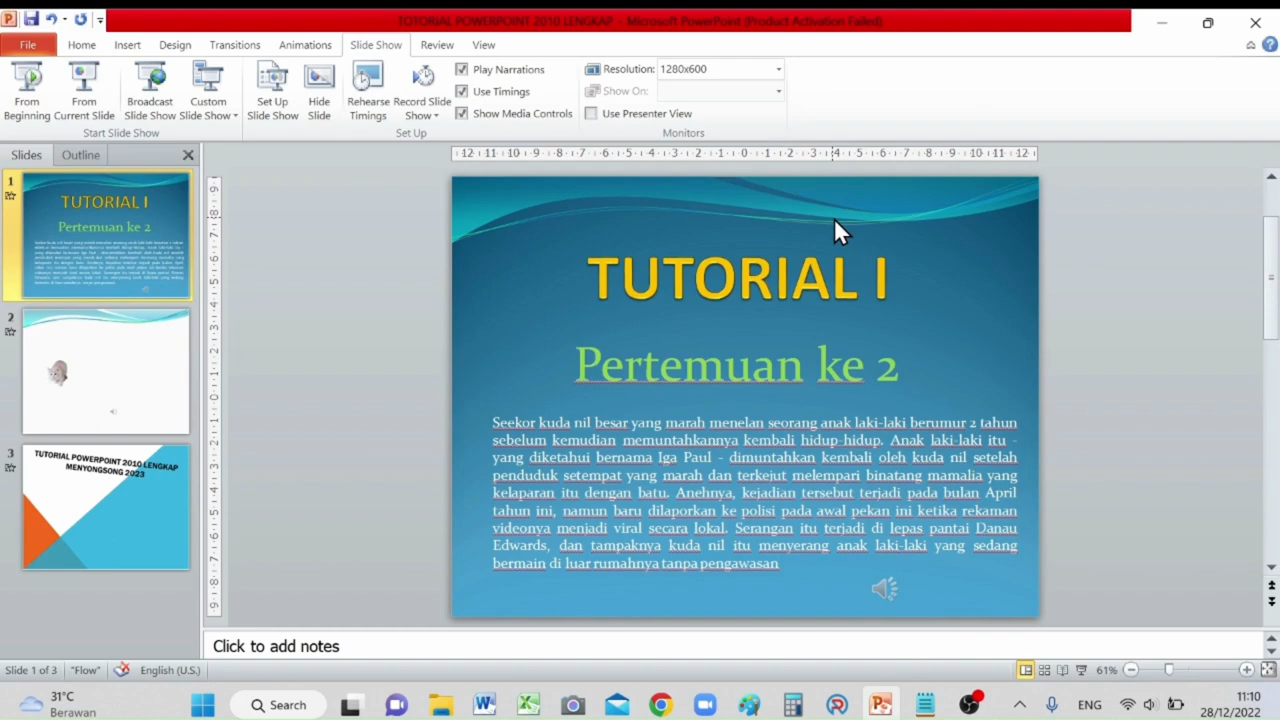 TUTORIAL POWERPOINT 2010 LENGKAP - Microsoft PowerPoint (Product Activation Failed)
File Home Insert Design Transitions Animations Slide Show Review View
From Beginning
From Current Slide
Broadcast Slide Show
Custom Slide Show
Set Up Slide Show
Hide Slide
Rehearse Timings
Record Slide Show
Play Narrations
Use Timings
Show Media Controls
Resolution: 1280x600
Show On:
Use Presenter View
Start Slide Show
Set Up
Monitors
Slides Outline
1
TUTORIAL I
Pertemuan ke 2
2
3
TUTORIAL POWERPOINT 2010 LENGKAP
MENYONGSONG 2023
TUTORIAL I
Pertemuan ke 2
Seekor kuda nil besar yang marah menelan seorang anak laki-laki berumur 2 tahun
sebelum kemudian memuntahkannya kembali hidup-hidup. Anak laki-laki itu -
yang diketahui bernama Iga Paul - dimuntahkan kembali oleh kuda nil setelah
penduduk setempat yang marah dan terkejut melempari binatang mamalia yang
kelaparan itu dengan batu. Anehnya, kejadian tersebut terjadi pada bulan April
tahun ini, namun baru dilaporkan ke polisi pada awal pekan ini ketika rekaman
videonya menjadi viral secara lokal. Serangan itu terjadi di lepas pantai Danau
Edwards, dan tampaknya kuda nil itu menyerang anak laki-laki yang sedang
bermain di luar rumahnya tanpa pengawasan
Click to add notes
Slide 1 of 3 "Flow" English (U.S.) 61%
31°C
Berawan
Search
ENG
11:10
28/12/2022